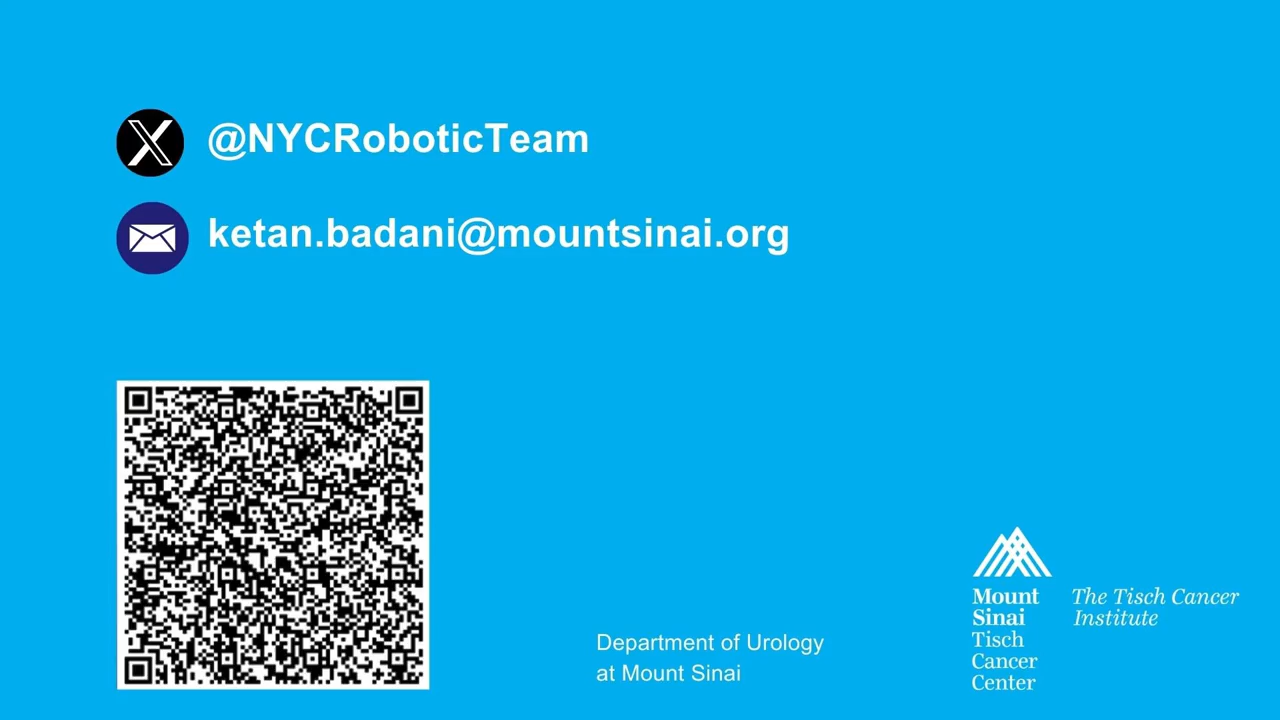 @NYCRoboticTeam
ketan.badani@mountsinai.org
Department of Urology
at Mount Sinai
Mount
Sinai
Tisch
Cancer
Center
The Tisch Cancer
Institute